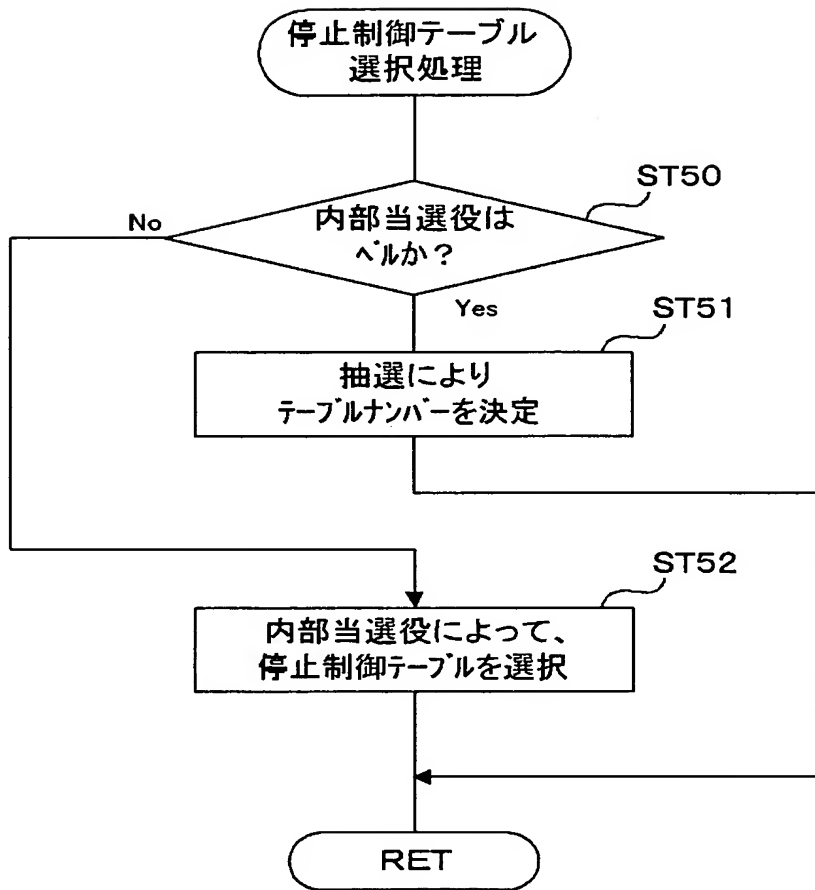 停止制御テーブル
選択処理
ST50
No
内部当選役は
ベルか？
Yes
ST51
抽選により
テーブルナンバーを決定
ST52
内部当選役によって、
停止制御テーブルを選択
RET